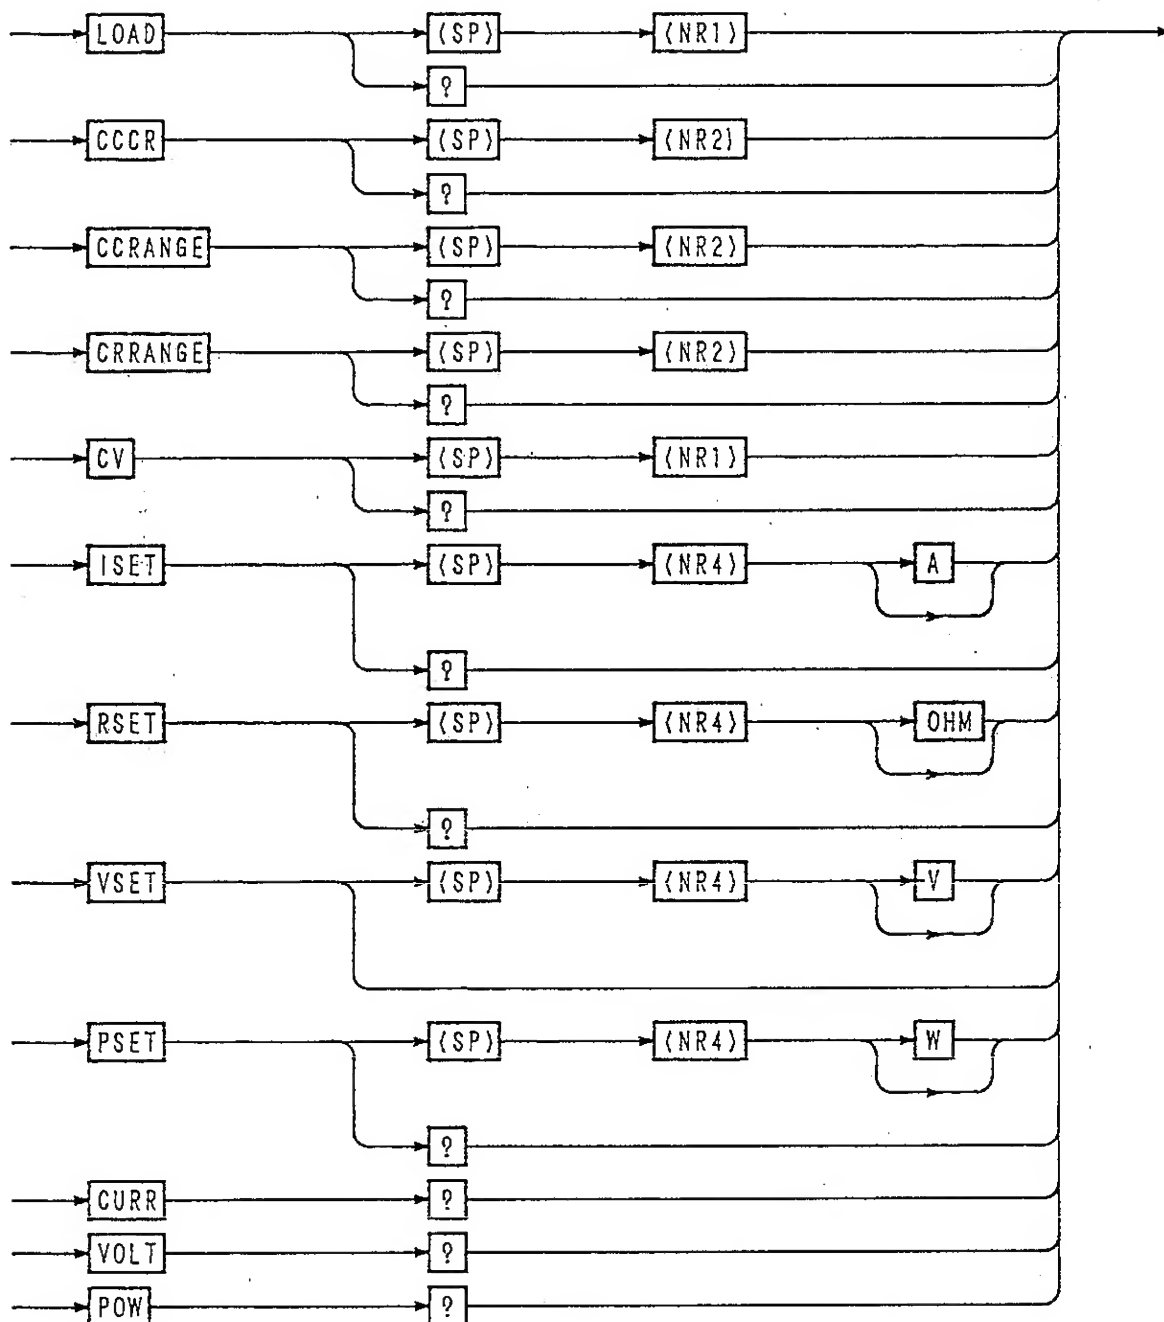 LOAD (SP) (NR1)
?
CCCR (SP) (NR2)
?
CCRANGE (SP) (NR2)
?
CRRANGE (SP) (NR2)
?
CV (SP) (NR1)
?
ISET (SP) (NR4) A
?
RSET (SP) (NR4) OHM
?
VSET (SP) (NR4) V
PSET (SP) (NR4) W
?
CURR ?
VOLT ?
POW ?